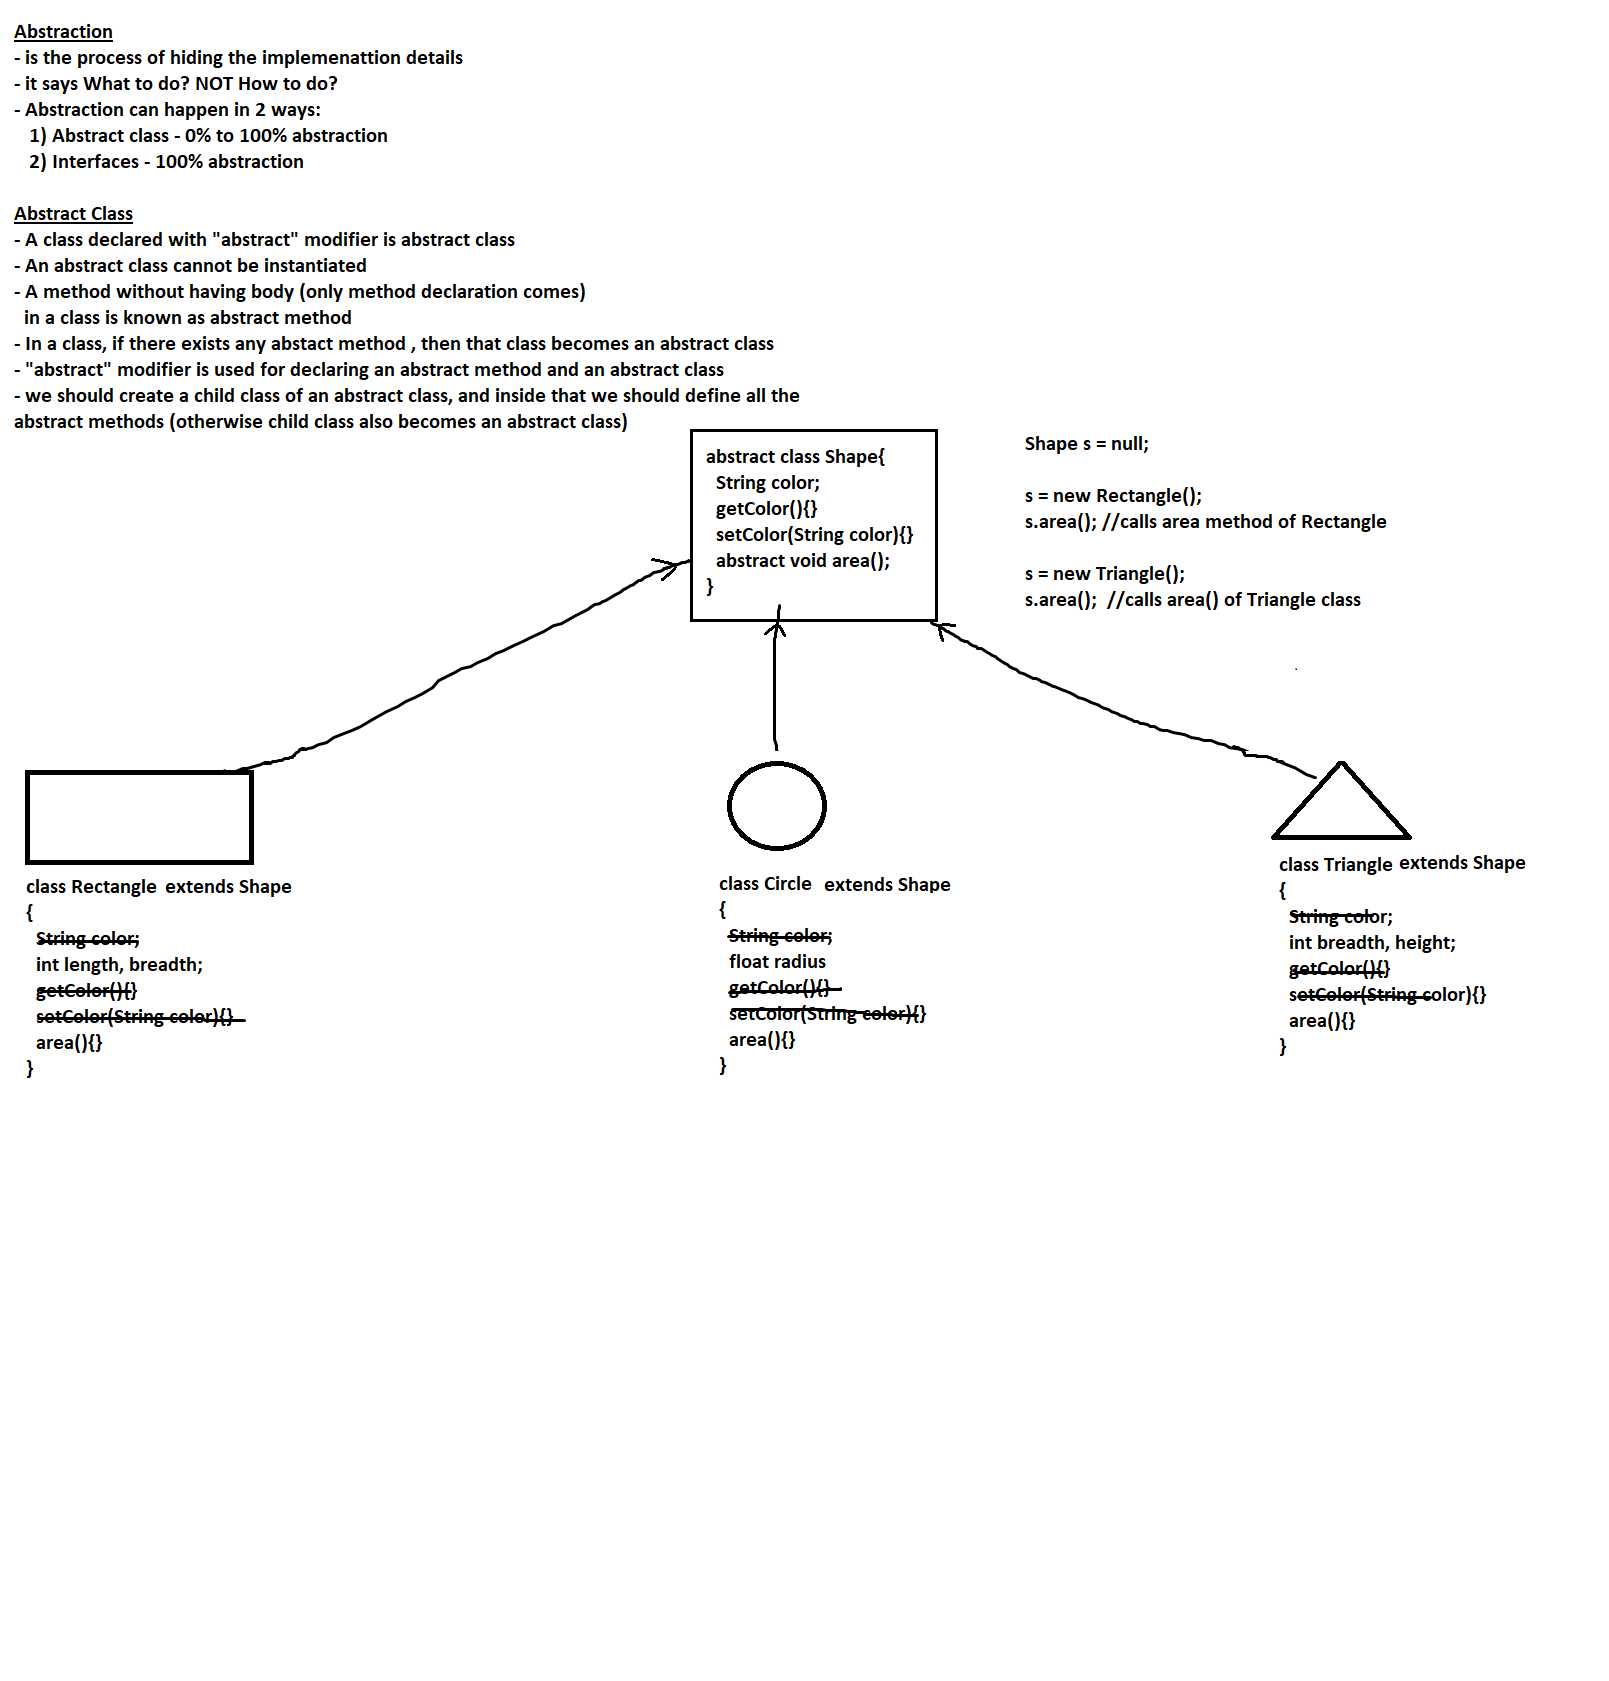 Abstraction
- is the process of hiding the implemenattion details
- it says What to do? NOT How to do?
- Abstraction can happen in 2 ways:
1) Abstract class - 0% to 100% abstraction
2) Interfaces - 100% abstraction
Abstract Class
- A class declared with "abstract" modifier is abstract class
- An abstract class cannot be instantiated
- A method without having body (only method declaration comes)
in a class is known as abstract method
- In a class, if there exists any abstact method , then that class becomes an abstract class
- "abstract" modifier is used for declaring an abstract method and an abstract class
- we should create a child class of an abstract class, and inside that we should define all the
abstract methods (otherwise child class also becomes an abstract class)
abstract class Shape{
String color;
getColor(){}
setColor(String color){}
abstract void area();
}
Shape s = null;
s = new Rectangle();
s.area(); //calls area method of Rectangle
s = new Triangle();
s.area();  //calls area() of Triangle class
class Rectangle extends Shape
{
String color;
int length, breadth;
getColor(){}
setColor(String color){}
area(){}
}
class Circle extends Shape
{
String color;
float radius
getColor(){}
setColor(String color){}
area(){}
}
class Triangle extends Shape
{
String color;
int breadth, height;
getColor(){}
setColor(String color){}
area(){}
}